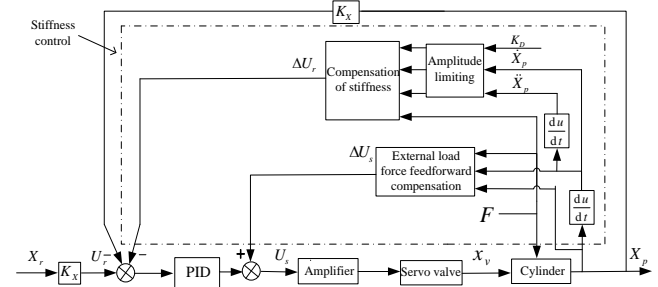 K_X
Stiffness
control
ΔU_r
Compensation
of stiffness
Amplitude
limiting
K_D
Ẋ_p
Ẍ_p
du
dt
ΔU_s
External load
force feedforward
compensation
du
dt
F
X_r
K_X
U_r
−
−
PID
+
U_s
Amplifier
Servo valve
x_v
Cylinder
X_p